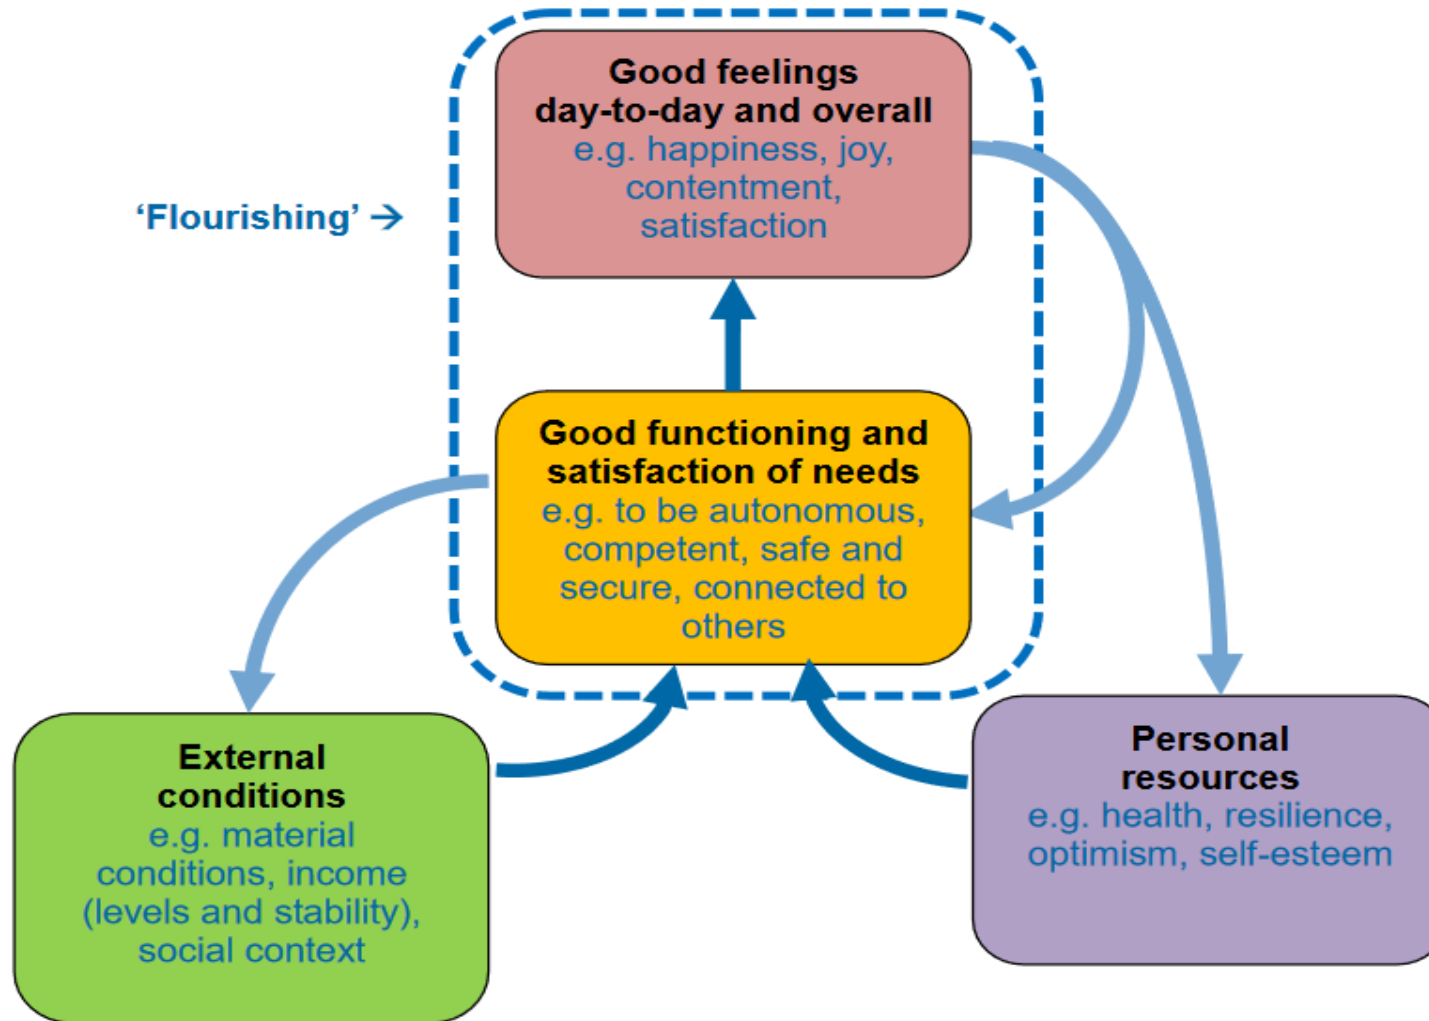 Good feelings
day-to-day and overall
e.g. happiness, joy,
contentment,
satisfaction
‘Flourishing’ →
Good functioning and
satisfaction of needs
e.g. to be autonomous,
competent, safe and
secure, connected to
others
External
conditions
e.g. material
conditions, income
(levels and stability),
social context
Personal
resources
e.g. health, resilience,
optimism, self-esteem